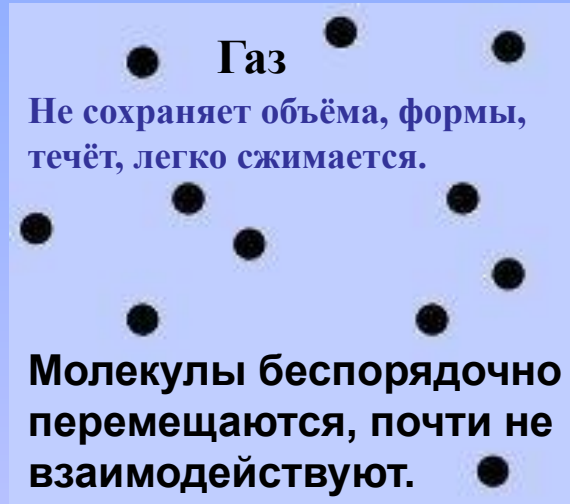 Газ
Не сохраняет объёма, формы,
течёт, легко сжимается.
Молекулы беспорядочно
перемещаются, почти не
взаимодействуют.